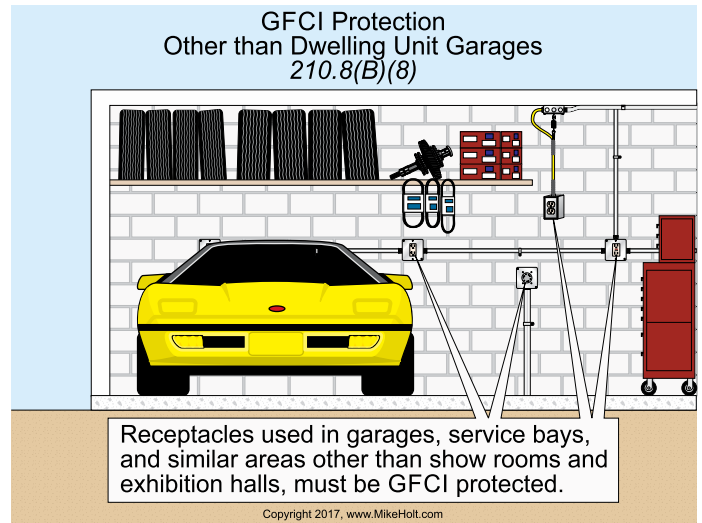 GFCI Protection
Other than Dwelling Unit Garages
210.8(B)(8)
Receptacles used in garages, service bays,
and similar areas other than show rooms and
exhibition halls, must be GFCI protected.
Copyright 2017, www.MikeHolt.com